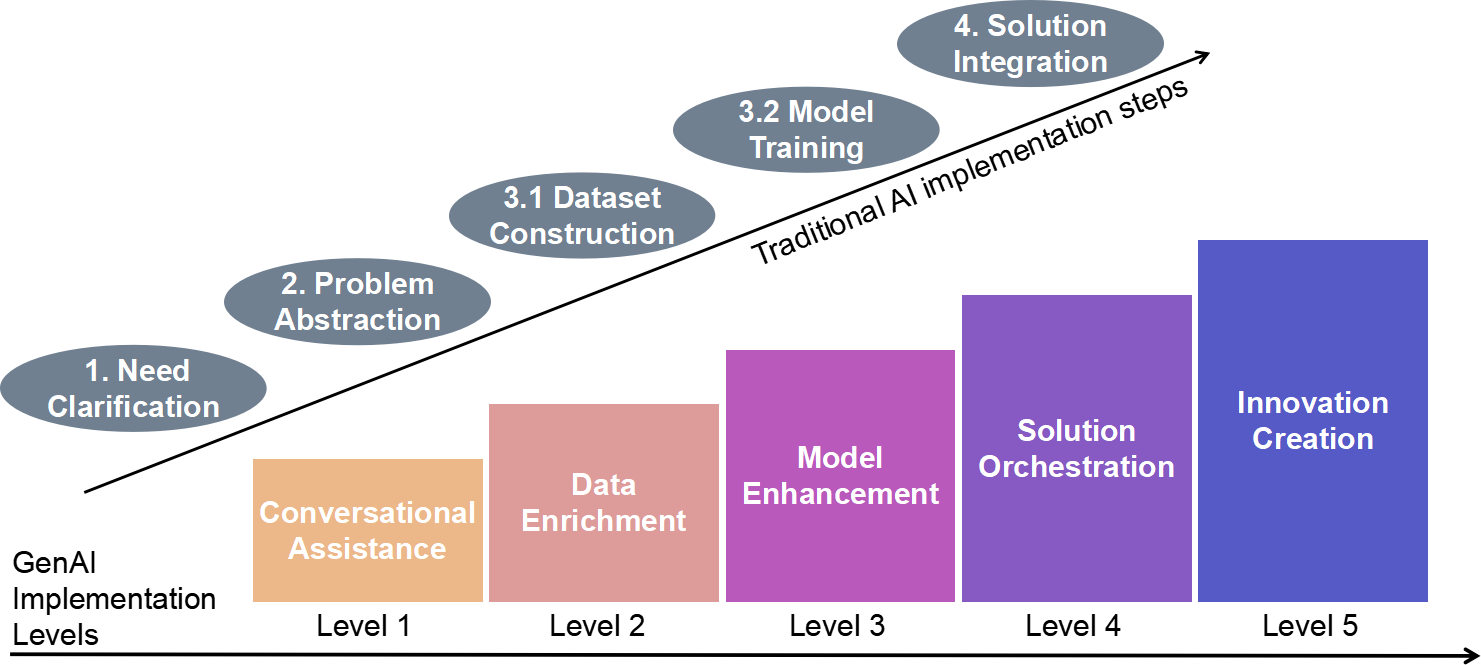 4. Solution
Integration
3.2 Model
Training
3.1 Dataset
Construction
2. Problem
Abstraction
1. Need
Clarification
Traditional AI implementation steps
Conversational
Assistance
Data
Enrichment
Model
Enhancement
Solution
Orchestration
Innovation
Creation
GenAI
Implementation
Levels
Level 1
Level 2
Level 3
Level 4
Level 5